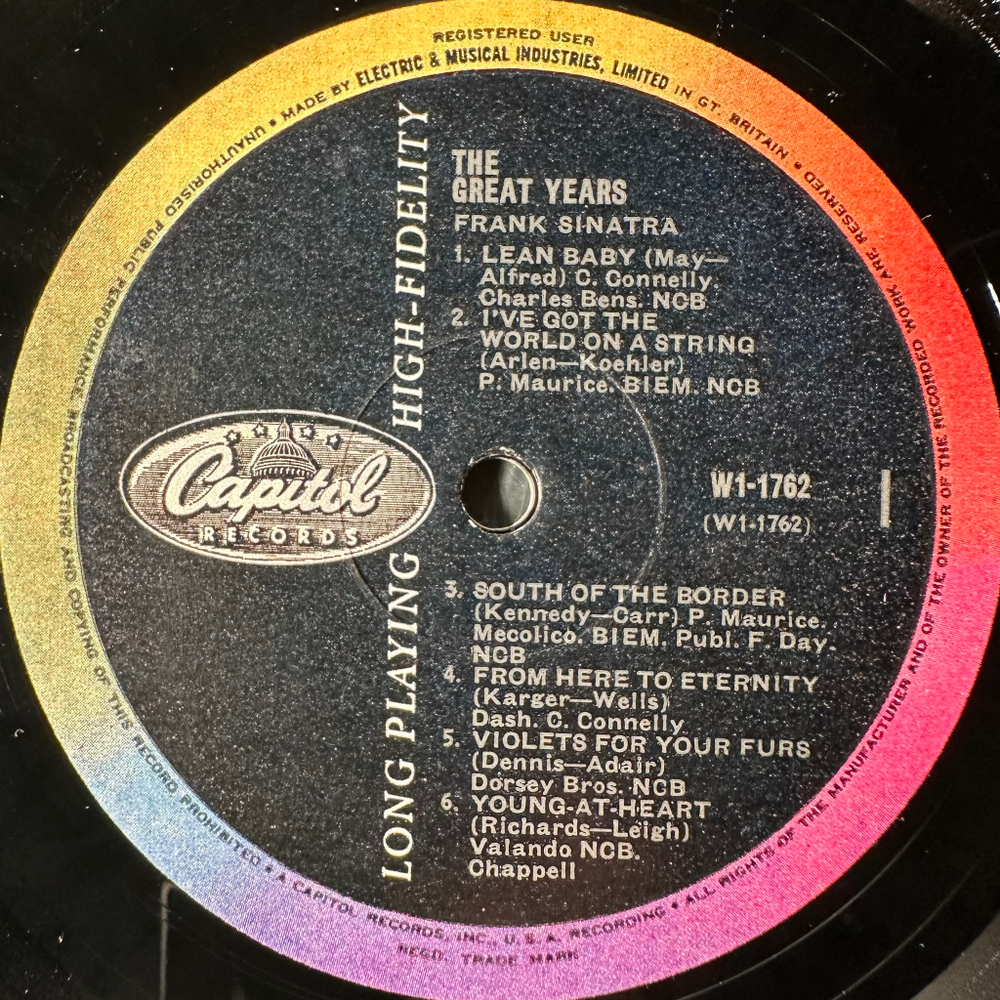 REGISTERED USER
UNAUTHORISED PUBLIC PERFORMANCE, BROADCASTING AND COPYING OF THIS RECORD PROHIBITED • A CAPITOL RECORDS, INC., U. S. A. RECORDING • ALL RIGHTS OF THE MANUFACTURER AND OF THE OWNER OF THE RECORDED WORK ARE RESERVED • MADE BY ELECTRIC & MUSICAL INDUSTRIES, LIMITED IN GT. BRITAIN •
REGD. TRADE MARK
LONG PLAYING HIGH-FIDELITY
Capitol
RECORDS
THE
GREAT YEARS
FRANK SINATRA
1. LEAN BABY (May—
Alfred) C. Connelly.
Charles Bens. NCB
2. I'VE GOT THE
WORLD ON A STRING
(Arlen—Koehler)
P. Maurice. BIEM. NCB
W1-1762
(W1-1762)
3. SOUTH OF THE BORDER
(Kennedy—Carr) P. Maurice.
Mecolico. BIEM. Publ. F. Day.
NCB
4. FROM HERE TO ETERNITY
(Karger—Wells)
Dash. C. Connelly
5. VIOLETS FOR YOUR FURS
(Dennis—Adair)
Dorsey Bros. NCB
6. YOUNG-AT-HEART
(Richards—Leigh)
Valando NCB.
Chappell